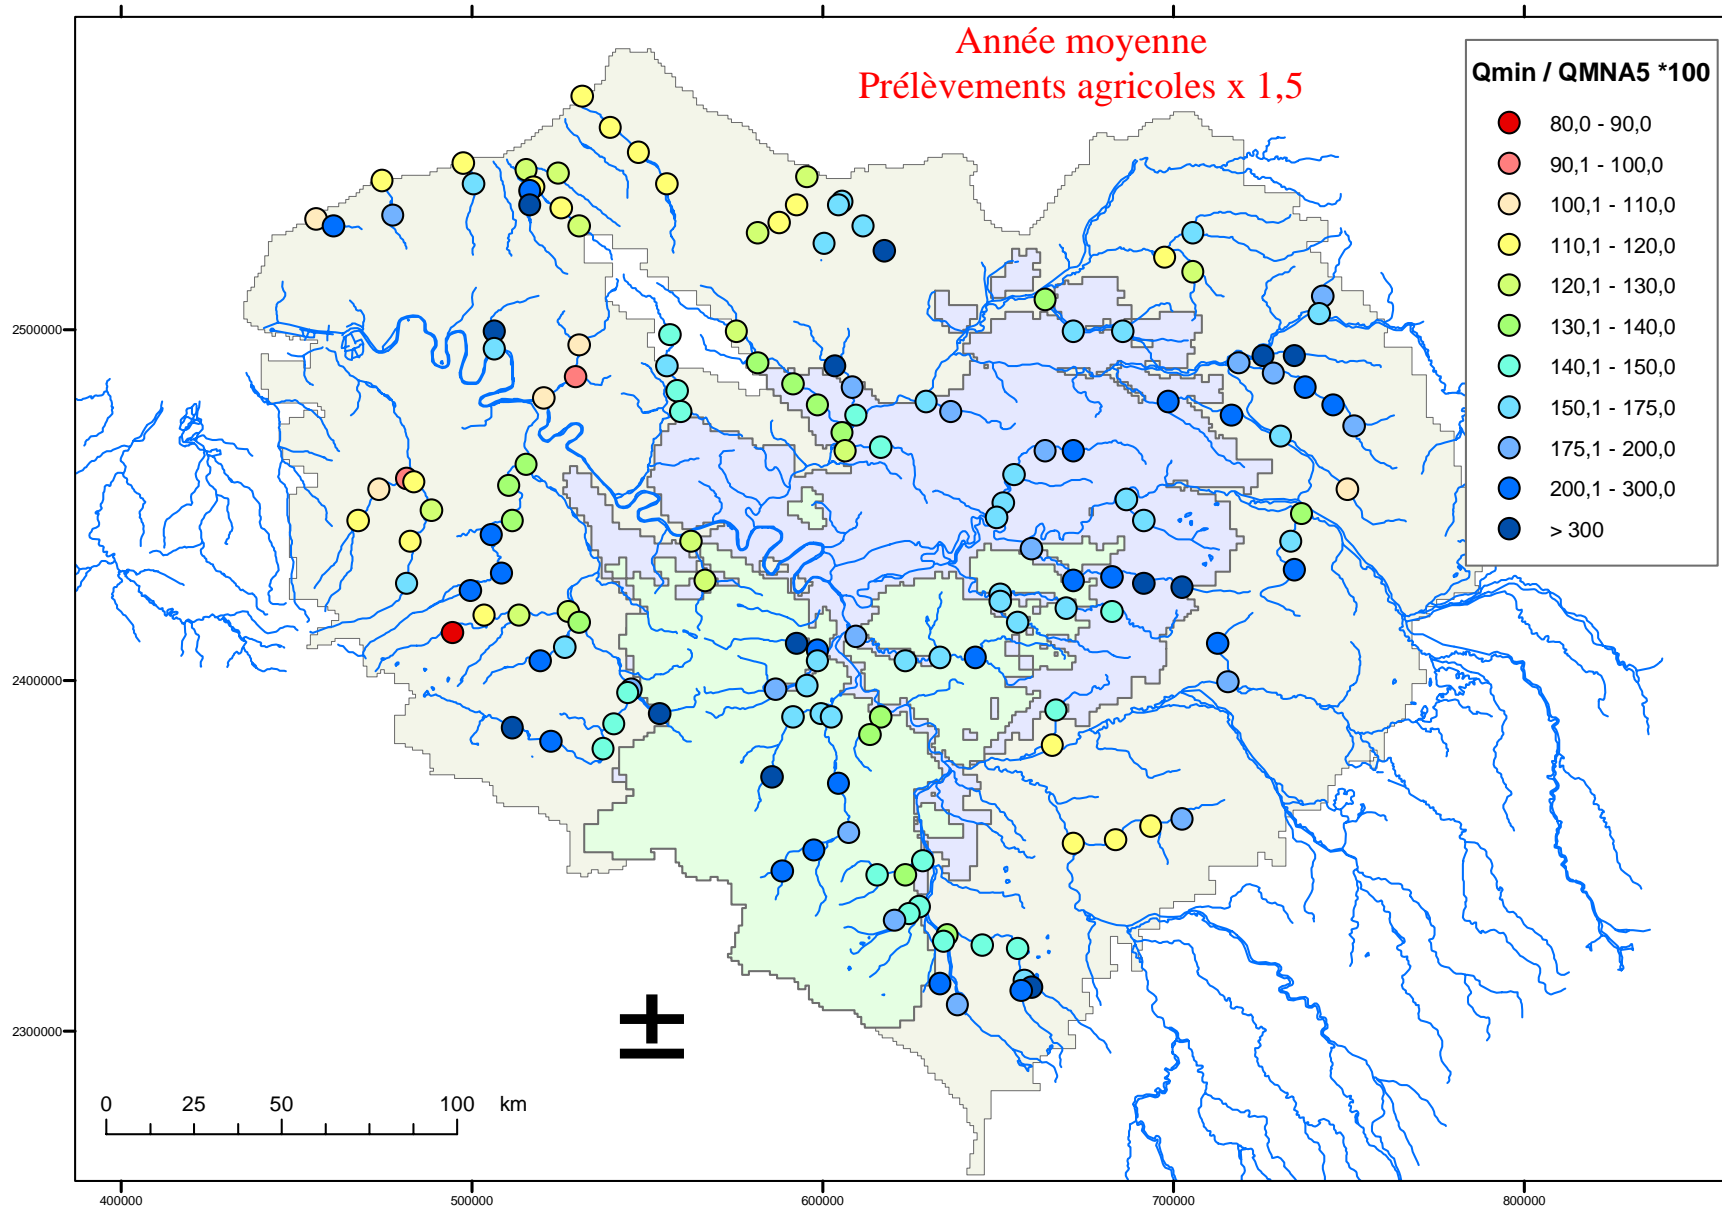 Année moyenne
Prélèvements agricoles x 1,5
Qmin / QMNA5 *100
80,0 - 90,0
90,1 - 100,0
100,1 - 110,0
110,1 - 120,0
120,1 - 130,0
130,1 - 140,0
140,1 - 150,0
150,1 - 175,0
175,1 - 200,0
200,1 - 300,0
> 300
2500000
2400000
2300000
0 25 50 100 km
400000 500000 600000 700000 800000